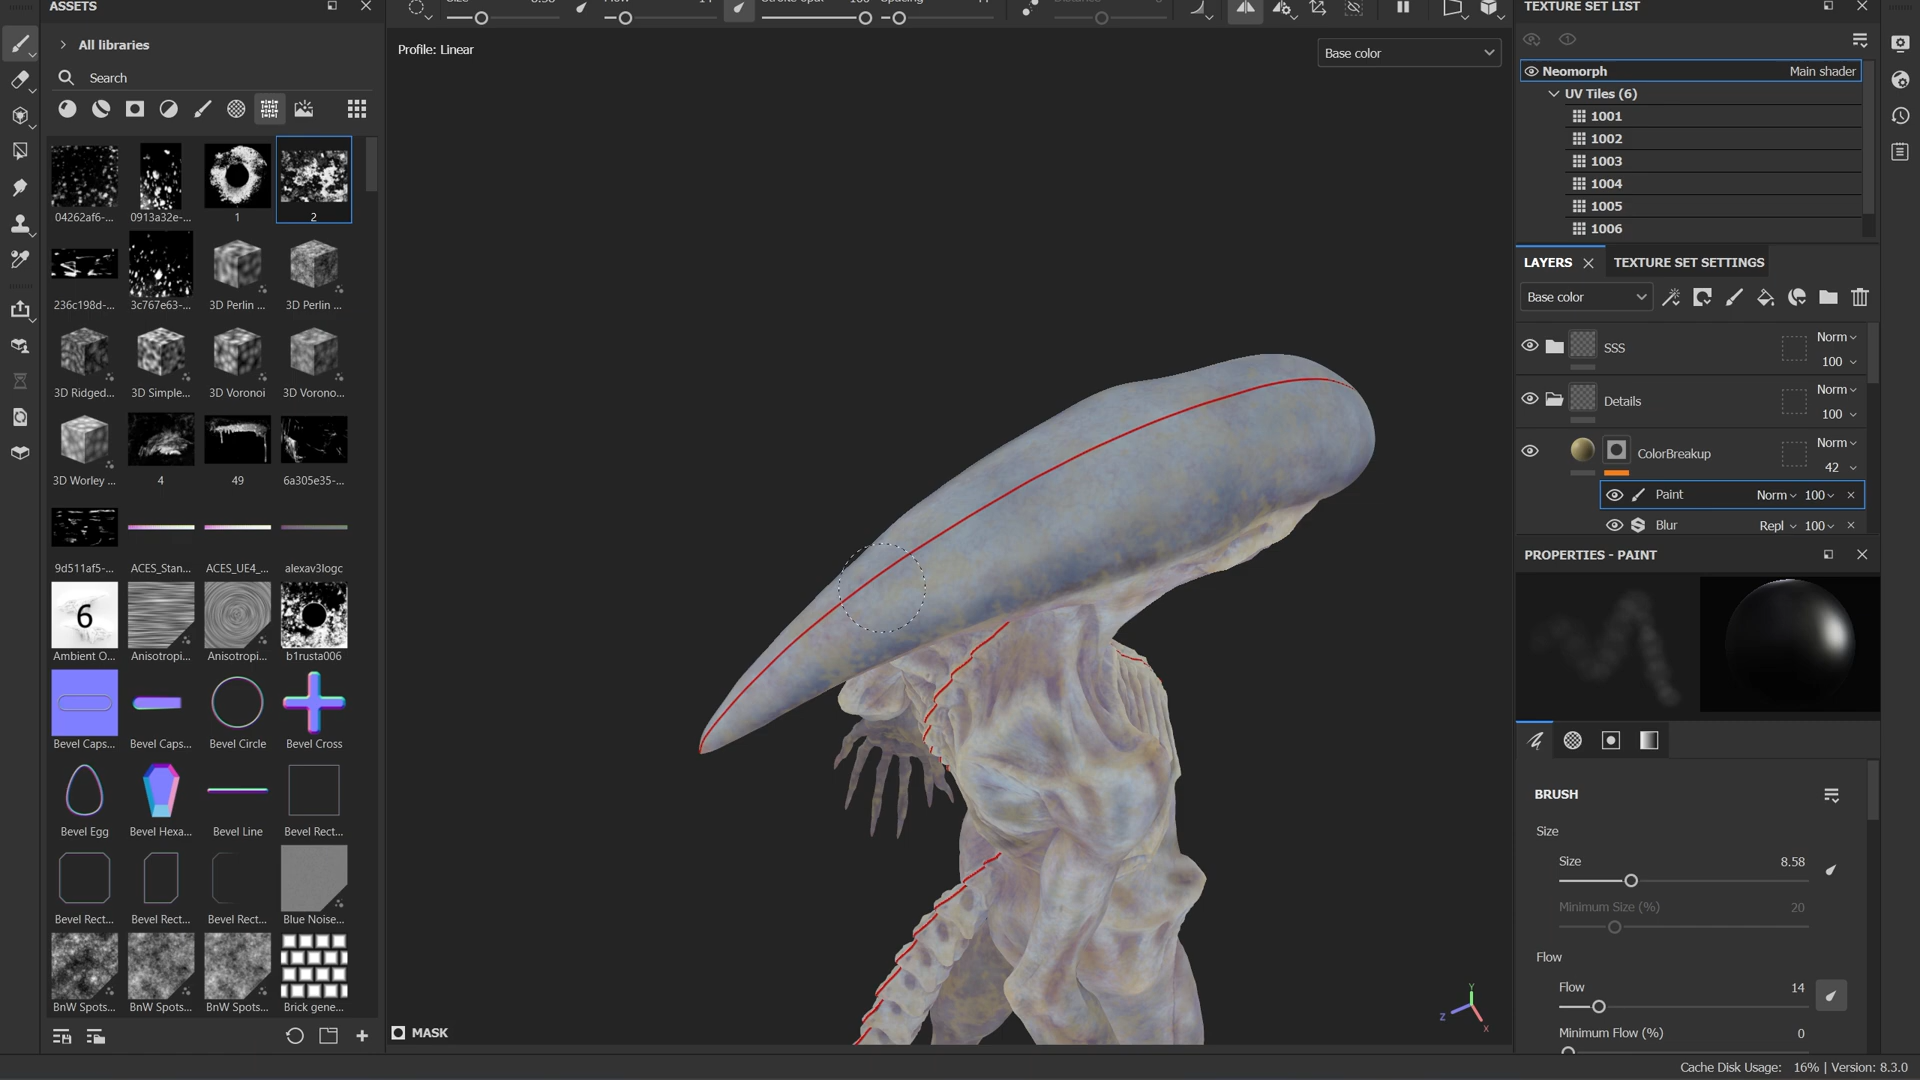 ASSETS
All libraries
Search
04262af6-...
0913a32e-...
1
2
236c198d-...
3c767e63-...
3D Perlin ...
3D Perlin ...
3D Ridged...
3D Simple...
3D Voronoi
3D Vorono...
3D Worley ...
4
49
6a305e35-...
9d511af5-...
ACES_Stan...
ACES_UE4_...
alexav3logc
6
Ambient O...
Anisotropi...
Anisotropi...
b1rusta006
Bevel Caps...
Bevel Caps...
Bevel Circle
Bevel Cross
Bevel Egg
Bevel Hexa...
Bevel Line
Bevel Rect...
Bevel Rect...
Bevel Rect...
Bevel Rect...
Blue Noise...
BnW Spots...
BnW Spots...
BnW Spots...
Brick gene...
Profile: Linear
Base color
MASK
Y
Z
X
TEXTURE SET LIST
Neomorph
Main shader
UV Tiles (6)
1001
1002
1003
1004
1005
1006
LAYERS
TEXTURE SET SETTINGS
Base color
SSS
Norm
100
Details
Norm
100
ColorBreakup
Norm
42
Paint
Norm
100
Blur
Repl
100
PROPERTIES - PAINT
BRUSH
Size
Size
8.58
Minimum Size (%)
20
Flow
Flow
14
Minimum Flow (%)
0
Cache Disk Usage: 16% | Version: 8.3.0